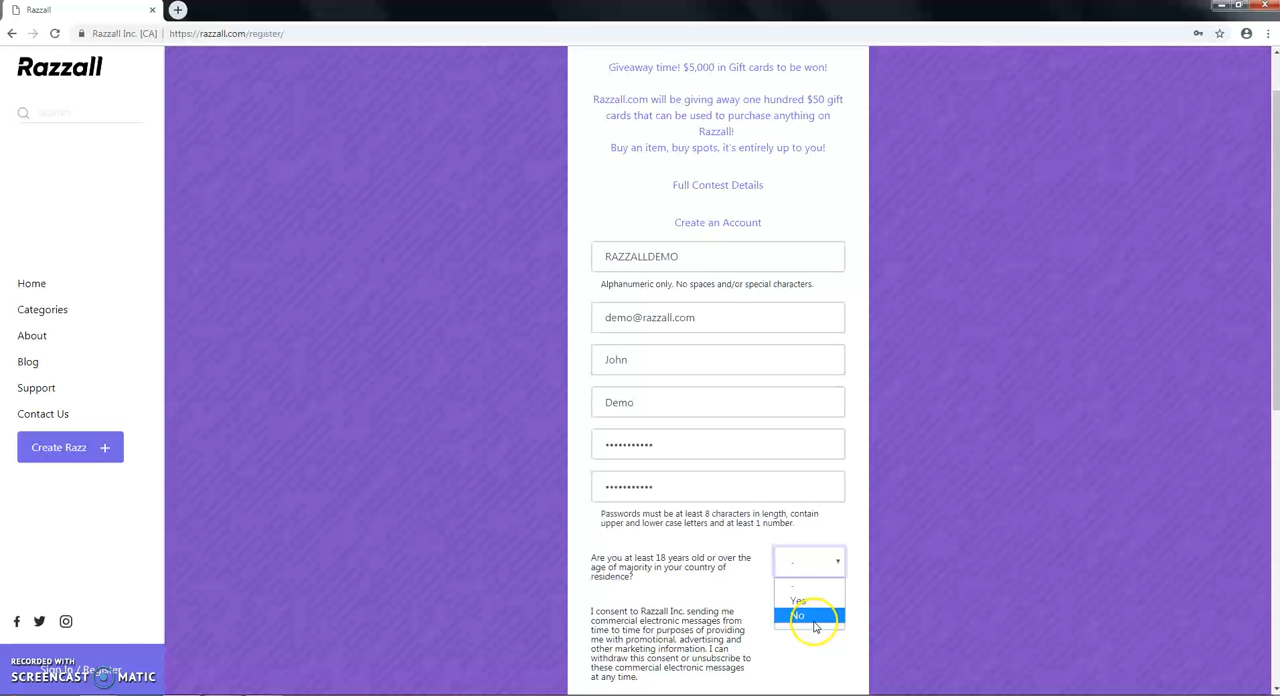 Razzall
Razzall Inc. [CA]
https://razzall.com/register/
Razzall
Search
Home
Categories
About
Blog
Support
Contact Us
Create Razz +
Sign In / Register
RECORDED WITH
SCREENCAST MATIC
Giveaway time! $5,000 in Gift cards to be won!
Razzall.com will be giving away one hundred $50 gift
cards that can be used to purchase anything on
Razzall!
Buy an item, buy spots, it's entirely up to you!
Full Contest Details
Create an Account
RAZZALLDEMO
Alphanumeric only. No spaces and/or special characters.
demo@razzall.com
John
Demo
•••••••••••
•••••••••••
Passwords must be at least 8 characters in length, contain
upper and lower case letters and at least 1 number.
Are you at least 18 years old or over the
age of majority in your country of
residence?
-
-
Yes
No
I consent to Razzall Inc. sending me
commercial electronic messages from
time to time for purposes of providing
me with promotional, advertising and
other marketing information. I can
withdraw this consent or unsubscribe to
these commercial electronic messages
at any time.